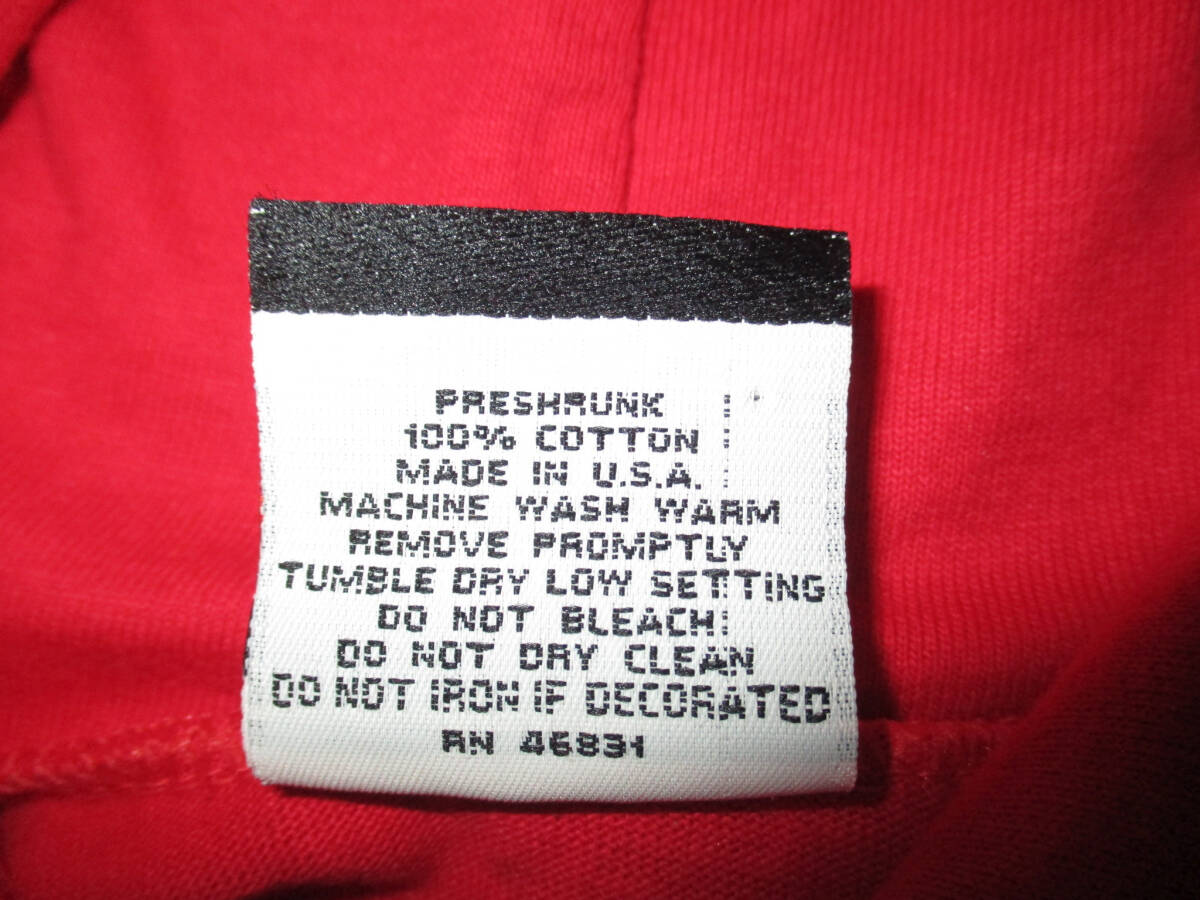 PRESHRUNK
100% COTTON
MADE IN U.S.A.
MACHINE WASH WARM
REMOVE PROMPTLY
TUMBLE DRY LOW SETTING
DO NOT BLEACH
DO NOT DRY CLEAN
DO NOT IRON IF DECORATED
RN 46831